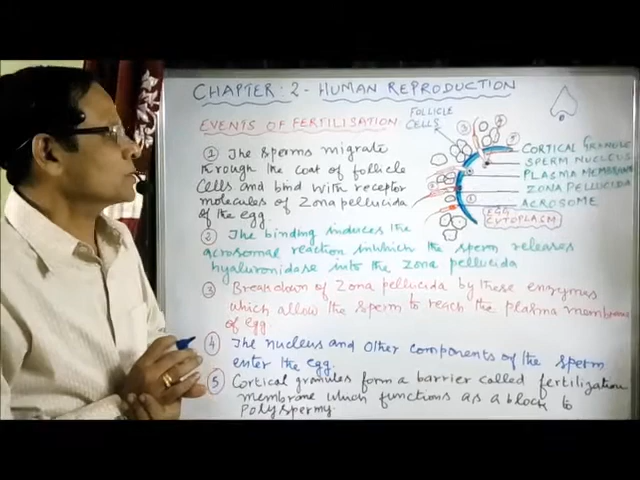 CHAPTER: 2 - HUMAN REPRODUCTION
EVENTS OF FERTILISATION
① The sperms migrate
through the coat of follicle
cells and bind with receptor
molecules of Zona pellucida
of the egg.
② The binding induces the
acrosomal reaction in which the sperm releases
hyaluronidase into the Zona pellucida
③ Breakdown of Zona pellucida by these enzymes
which allow the sperm to reach the plasma membrane
of egg
④ The nucleus and other components of the sperm
enter the egg.
⑤ Cortical granules form a barrier called fertilization
membrane which functions as a block to
polyspermy.
FOLLICLE
CELLS
CORTICAL GRANULE
SPERM NUCLEUS
PLASMA MEMBRANE
ZONA PELLUCIDA
ACROSOME
EGG
CYTOPLASM